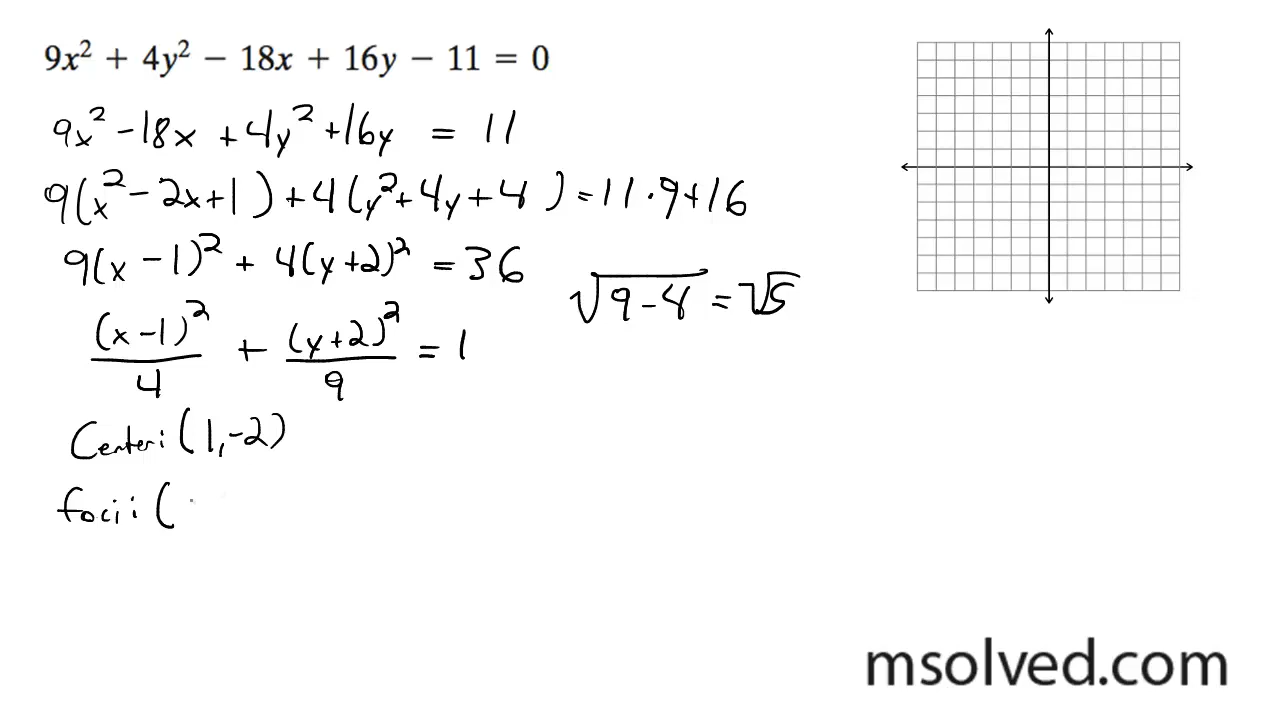 9x² + 4y² − 18x + 16y − 11 = 0
9x² - 18x + 4y² + 16y = 11
9(x² - 2x + 1) + 4(y² + 4y + 4) = 11 · 9 + 16
9(x - 1)² + 4(y + 2)² = 36
√(9 - 4) = √5
(x - 1)²/4 + (y + 2)²/9 = 1
Center: (1, -2)
foci: (
msolved.com